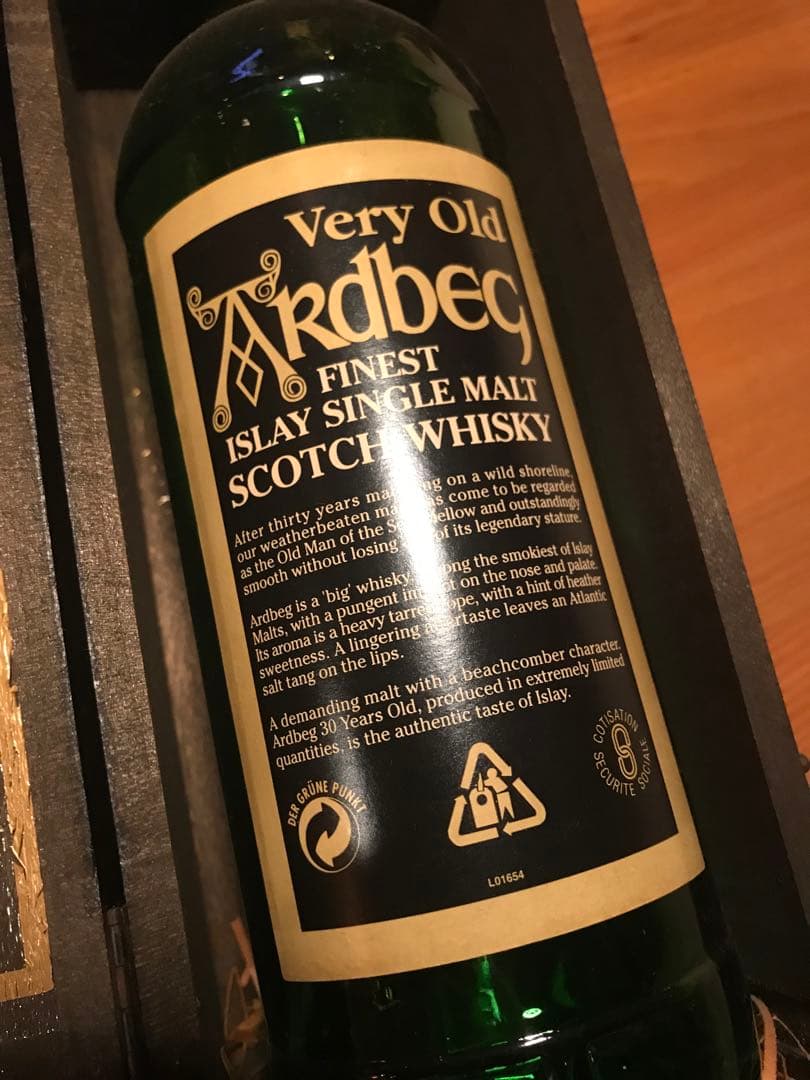 Very Old
Ardbeg
FINEST
ISLAY SINGLE MALT
SCOTCH WHISKY
After thirty years on a wild shoreline,
our weatherbeaten come to be regarded
as the Old Man of the and outstandingly
smooth without losing of its legendary stature.
Ardbeg is a 'big' whisky the smokiest of Islay
Malts, with a pungent on the nose and palate.
Its aroma is a heavy with a hint of heather
sweetness. A lingering leaves an Atlantic
salt tang on the lips.
A demanding malt with a beachcomber character.
Ardbeg 30 Years Old, produced in extremely limited
quantities, is the authentic taste of Islay.
DER GRÜNE PUNKT
COTISATION
SECURITE SOCIALE
L01654